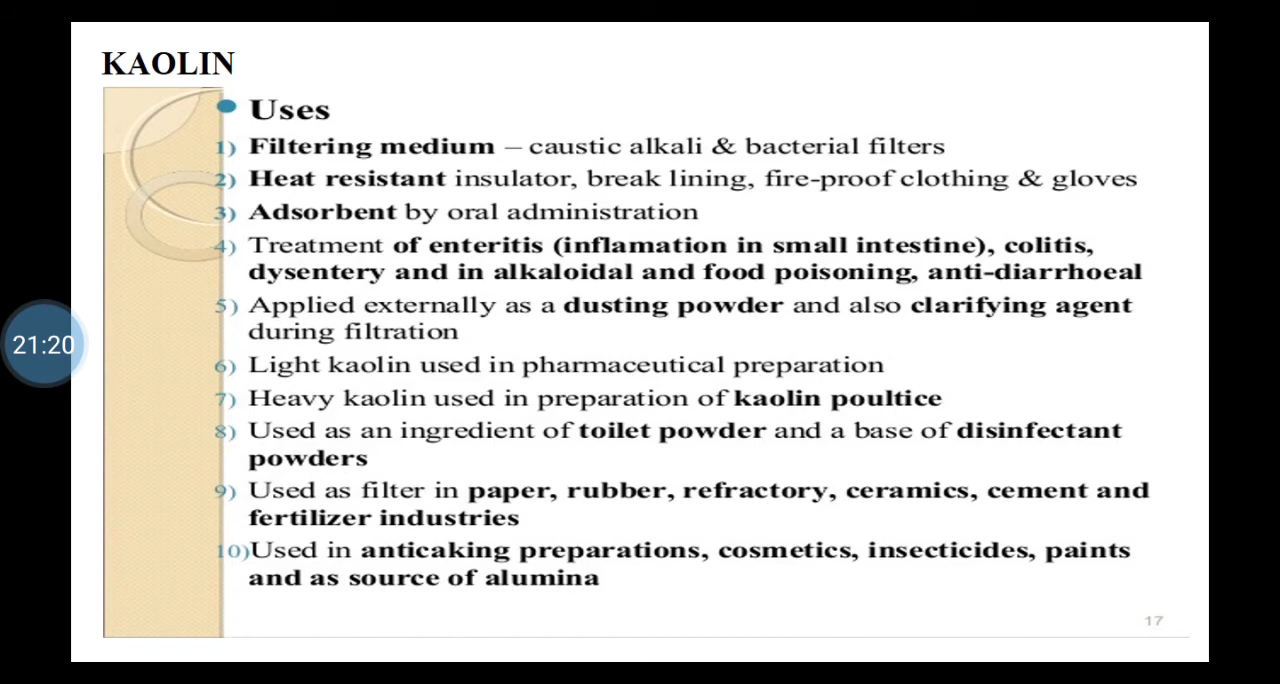 KAOLIN
Uses
1) Filtering medium – caustic alkali & bacterial filters
2) Heat resistant insulator, break lining, fire-proof clothing & gloves
3) Adsorbent by oral administration
4) Treatment of enteritis (inflamation in small intestine), colitis,
dysentery and in alkaloidal and food poisoning, anti-diarrhoeal
5) Applied externally as a dusting powder and also clarifying agent
during filtration
21:20
6) Light kaolin used in pharmaceutical preparation
7) Heavy kaolin used in preparation of kaolin poultice
8) Used as an ingredient of toilet powder and a base of disinfectant
powders
9) Used as filter in paper, rubber, refractory, ceramics, cement and
fertilizer industries
10)Used in anticaking preparations, cosmetics, insecticides, paints
and as source of alumina
17